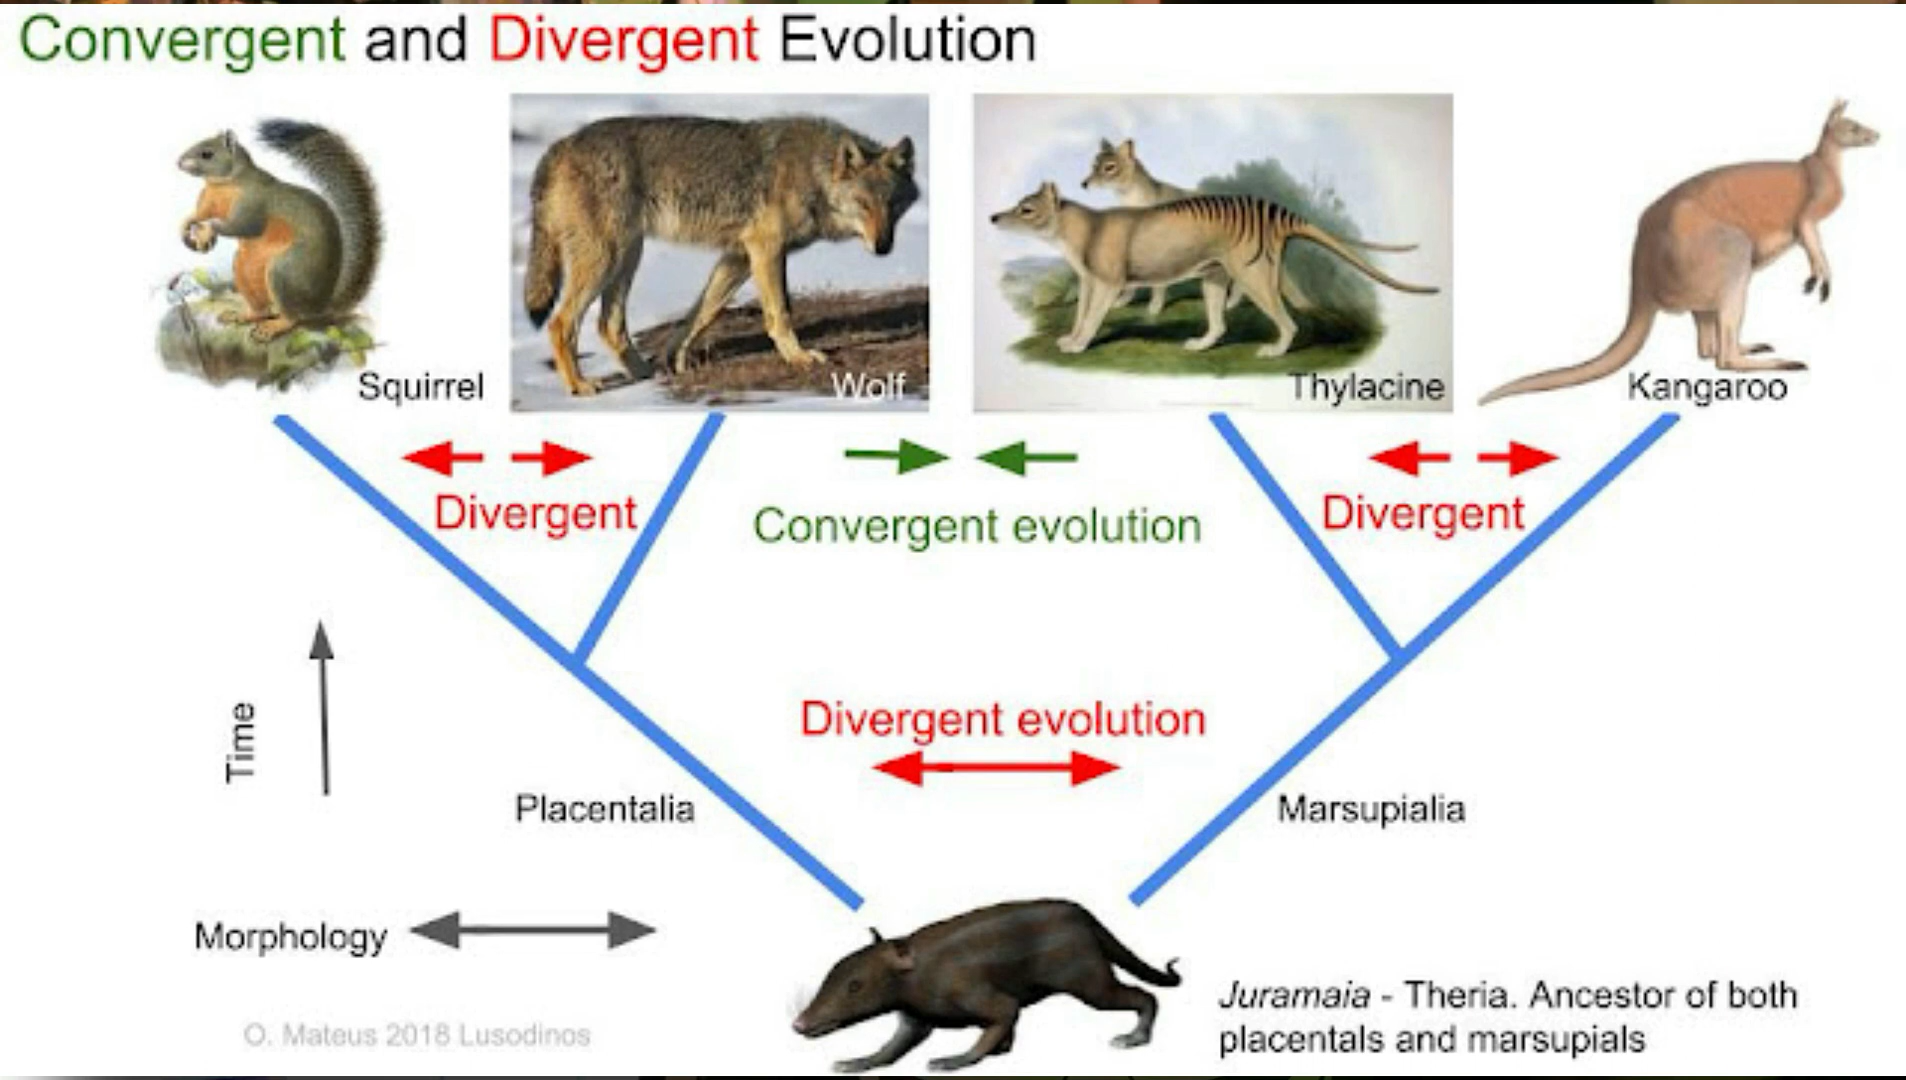 Convergent and Divergent Evolution
Squirrel
Wolf
Thylacine
Kangaroo
Divergent
Convergent evolution
Divergent
Time
Divergent evolution
Placentalia
Marsupialia
Morphology
Juramaia - Theria. Ancestor of both
placentals and marsupials
O. Mateus 2018 Lusodinos